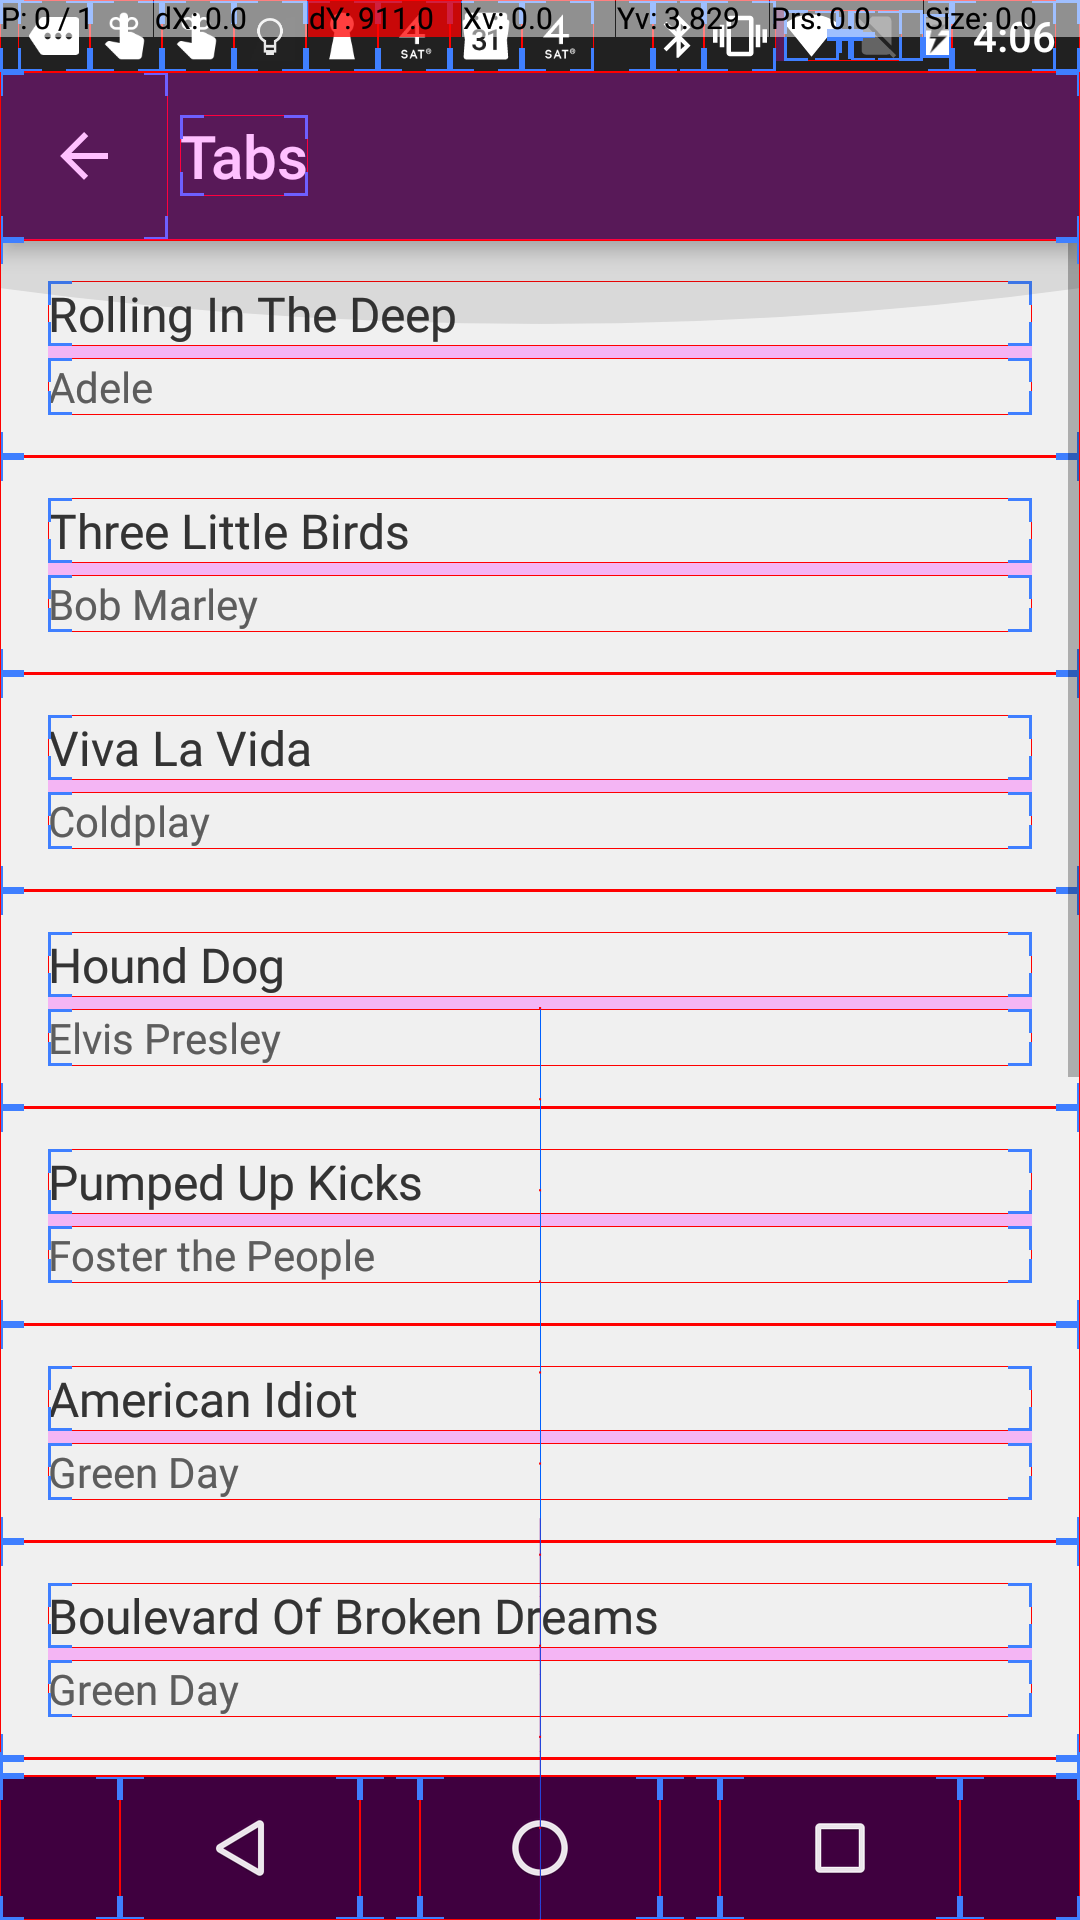 P: 0 / 1 dX: 0.0 dY: 911.0 Xv: 0.0 Yv: 3.829 Prs: 0.0 Size: 0.0
4 SAT® 31 4 SAT® 4:06
Tabs
Rolling In The Deep
Adele
Three Little Birds
Bob Marley
Viva La Vida
Coldplay
Hound Dog
Elvis Presley
Pumped Up Kicks
Foster the People
American Idiot
Green Day
Boulevard Of Broken Dreams
Green Day